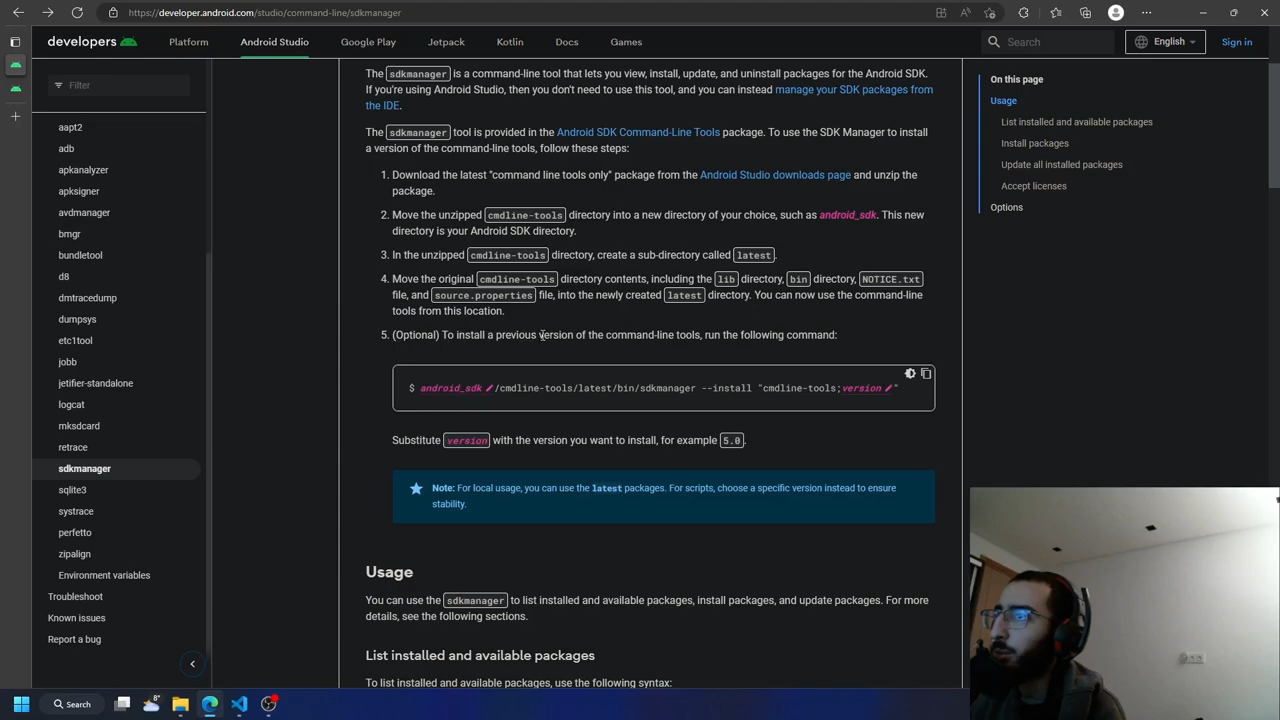 https://developer.android.com/studio/command-line/sdkmanager
developers
Platform
Android Studio
Google Play
Jetpack
Kotlin
Docs
Games
Search
English
Sign in
Filter
aapt2
adb
apkanalyzer
apksigner
avdmanager
bmgr
bundletool
d8
dmtracedump
dumpsys
etc1tool
jobb
jetifier-standalone
logcat
mksdcard
retrace
sdkmanager
sqlite3
systrace
perfetto
zipalign
Environment variables
Troubleshoot
Known issues
Report a bug
The sdkmanager is a command-line tool that lets you view, install, update, and uninstall packages for the Android SDK.
If you're using Android Studio, then you don't need to use this tool, and you can instead manage your SDK packages from
the IDE.
The sdkmanager tool is provided in the Android SDK Command-Line Tools package. To use the SDK Manager to install
a version of the command-line tools, follow these steps:
1. Download the latest "command line tools only" package from the Android Studio downloads page and unzip the
package.
2. Move the unzipped cmdline-tools directory into a new directory of your choice, such as android_sdk. This new
directory is your Android SDK directory.
3. In the unzipped cmdline-tools directory, create a sub-directory called latest.
4. Move the original cmdline-tools directory contents, including the lib directory, bin directory, NOTICE.txt
file, and source.properties file, into the newly created latest directory. You can now use the command-line
tools from this location.
5. (Optional) To install a previous version of the command-line tools, run the following command:
$ android_sdk/cmdline-tools/latest/bin/sdkmanager --install "cmdline-tools;version"
Substitute version with the version you want to install, for example 5.0.
Note: For local usage, you can use the latest packages. For scripts, choose a specific version instead to ensure
stability.
Usage
You can use the sdkmanager to list installed and available packages, install packages, and update packages. For more
details, see the following sections.
List installed and available packages
To list installed and available packages, use the following syntax:
On this page
Usage
List installed and available packages
Install packages
Update all installed packages
Accept licenses
Options
Search
8°